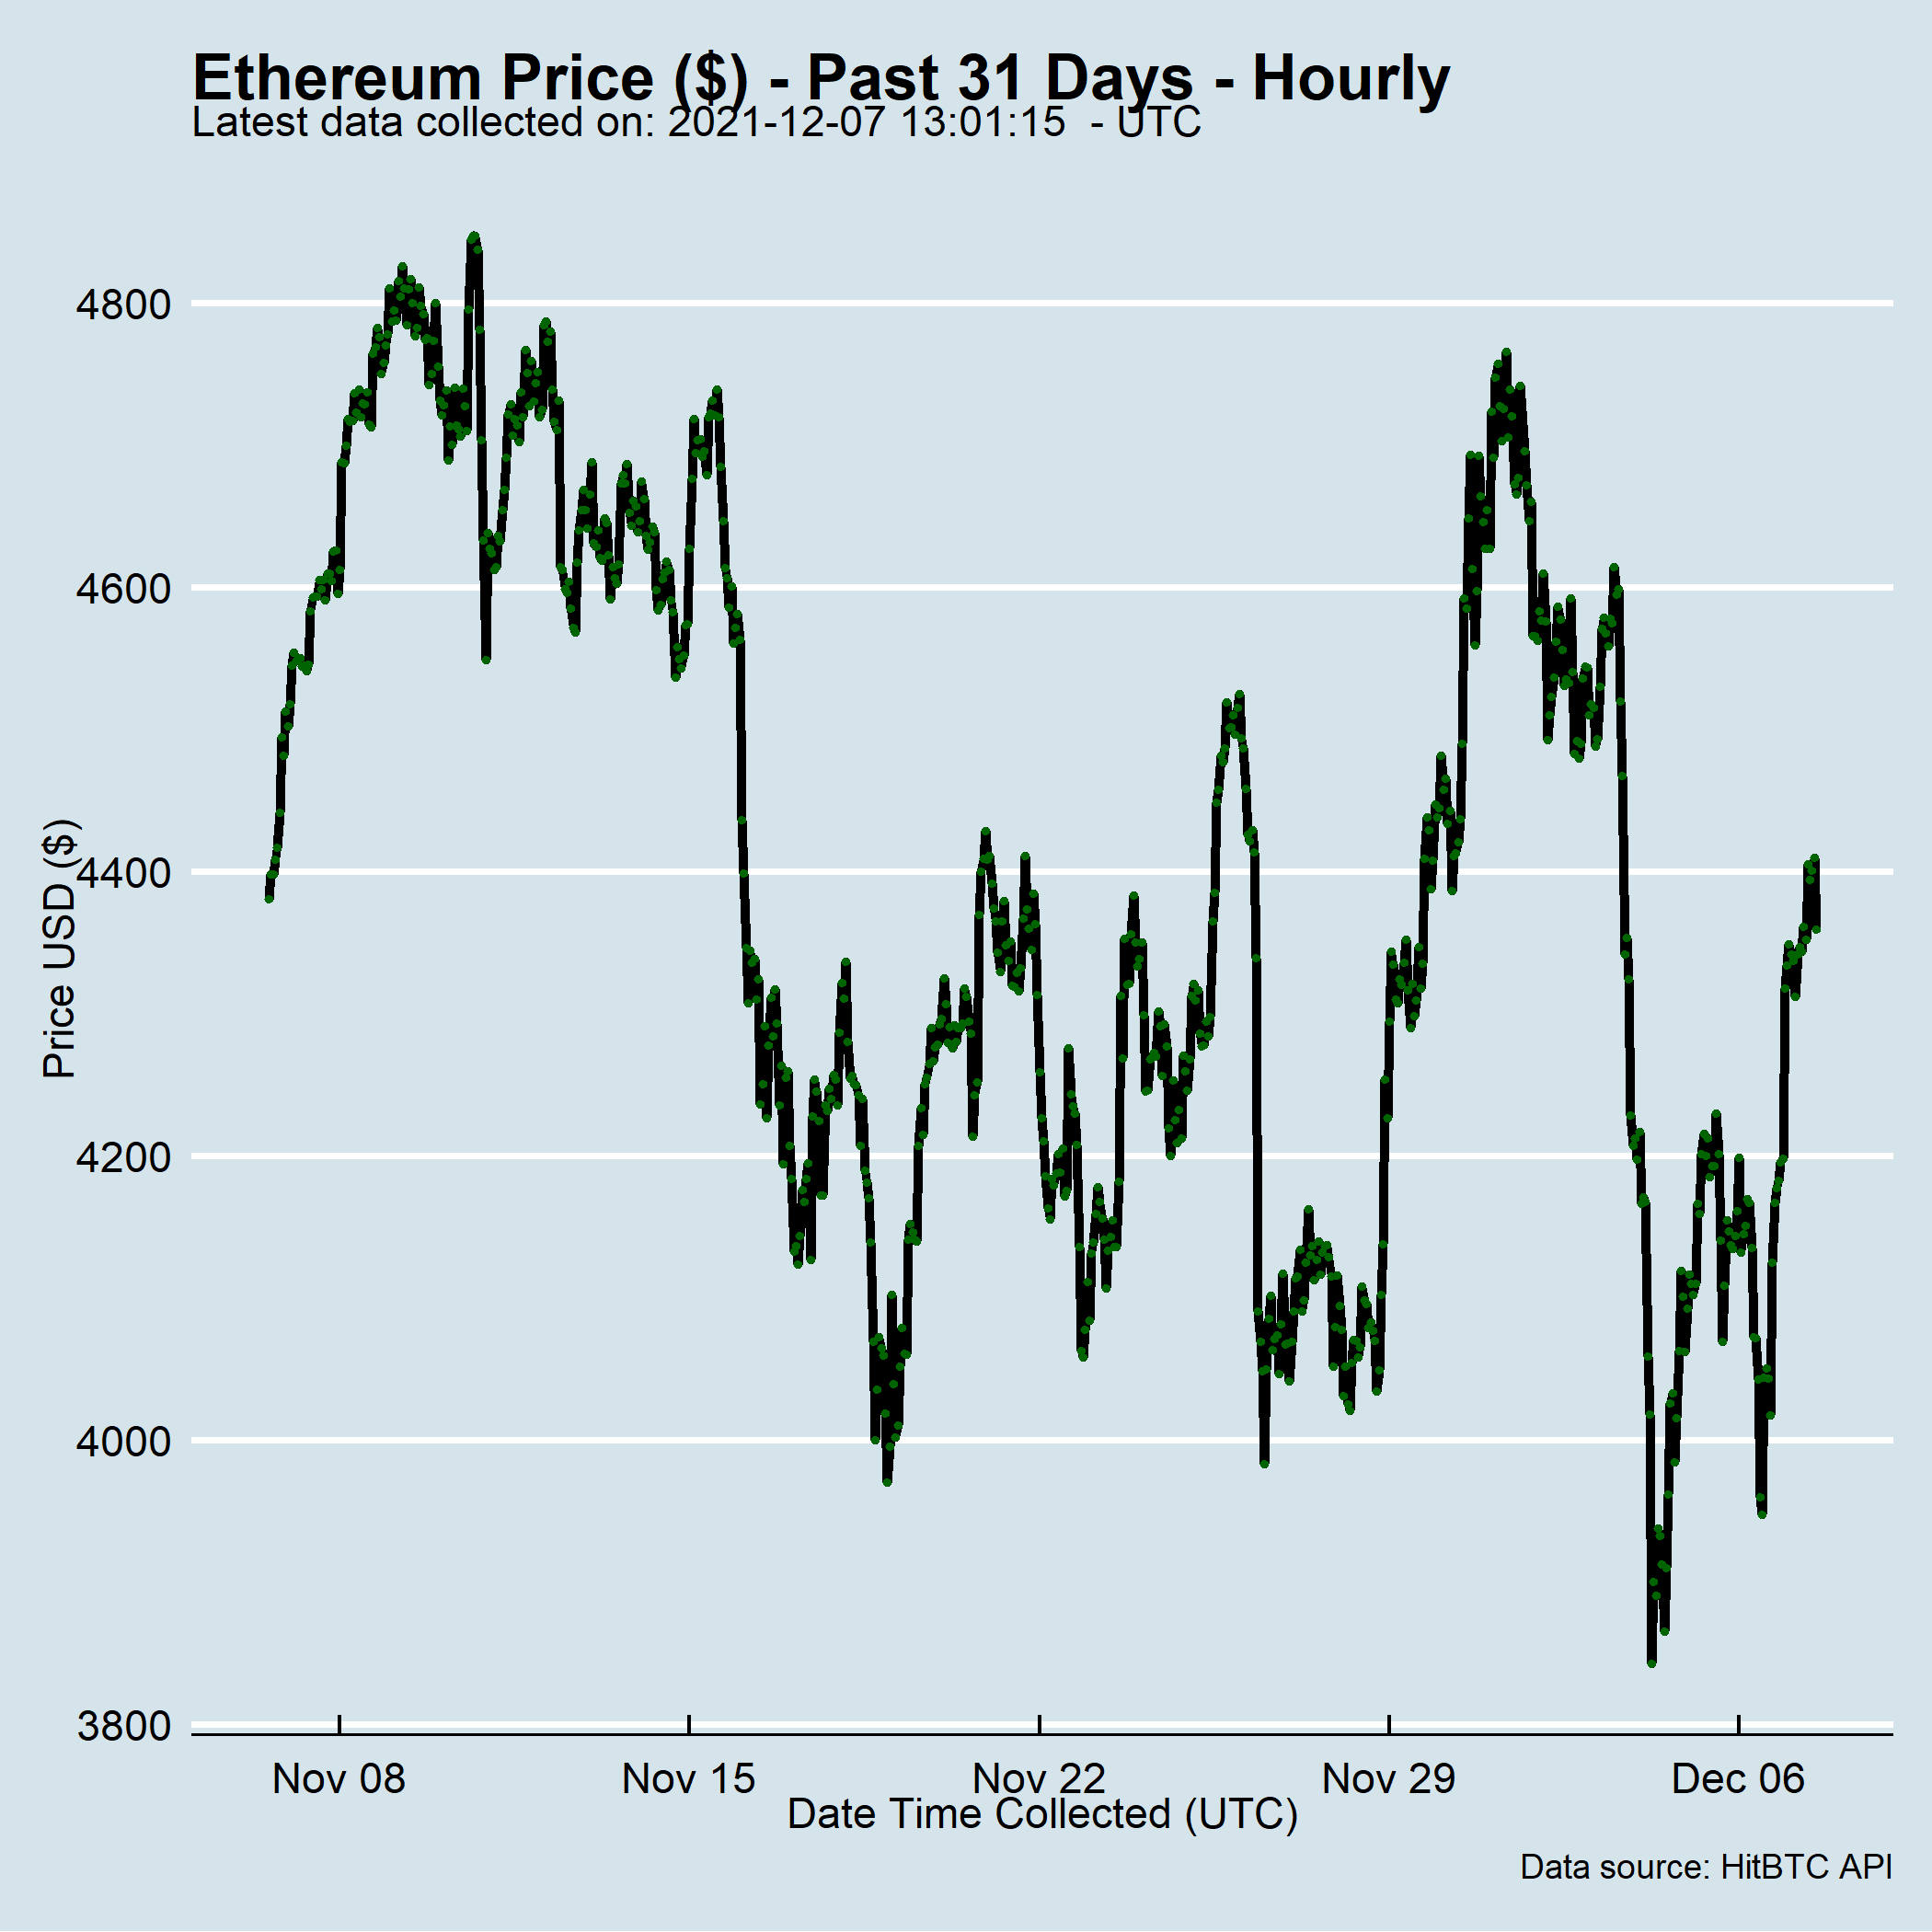 Ethereum Price ($) - Past 31 Days - Hourly
Latest data collected on: 2021-12-07 13:01:15  - UTC
Price USD ($)
4800
4600
4400
4200
4000
3800
Nov 08
Nov 15
Nov 22
Nov 29
Dec 06
Date Time Collected (UTC)
Data source: HitBTC API